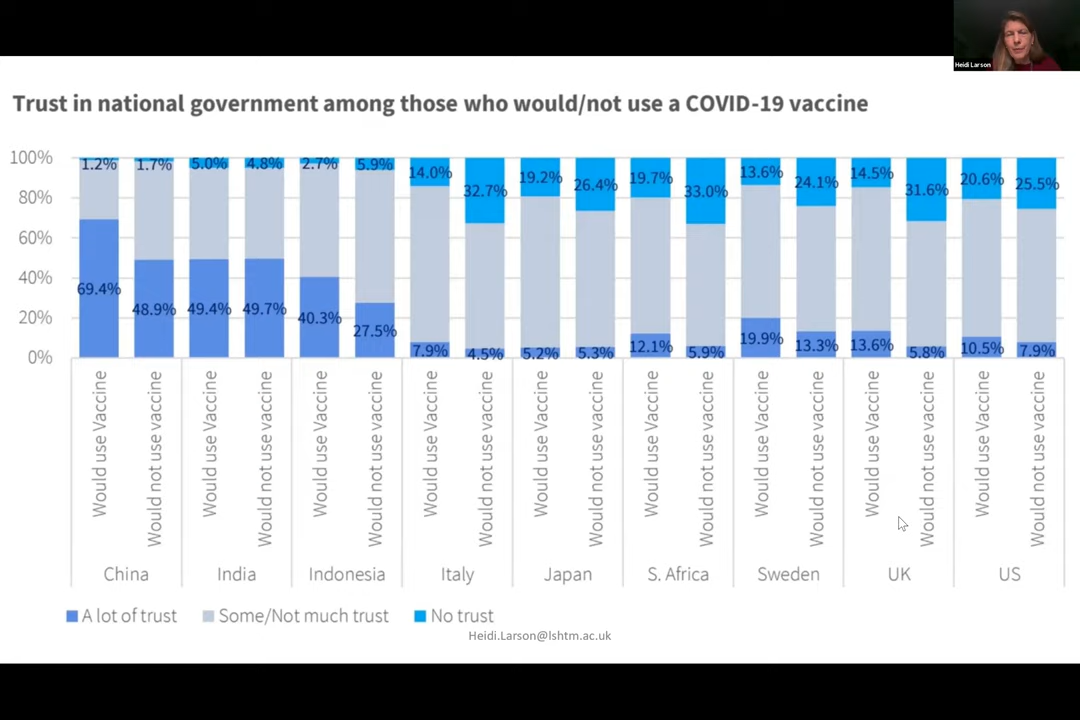 Heidi Larson
Trust in national government among those who would/not use a COVID-19 vaccine
100%
80%
60%
40%
20%
0%
1.2% 1.7% 5.0% 4.8% 2.7% 5.9% 14.0% 32.7% 19.2% 26.4% 19.7% 33.0% 13.6% 24.1% 14.5% 31.6% 20.6% 25.5%
69.4% 48.9% 49.4% 49.7% 40.3% 27.5% 7.9% 4.5% 5.2% 5.3% 12.1% 5.9% 19.9% 13.3% 13.6% 5.8% 10.5% 7.9%
Would use Vaccine
Would not use vaccine
Would use Vaccine
Would not use vaccine
Would use Vaccine
Would not use vaccine
Would use Vaccine
Would not use vaccine
Would use Vaccine
Would not use vaccine
Would use Vaccine
Would not use vaccine
Would use Vaccine
Would not use vaccine
Would use Vaccine
Would not use vaccine
Would use Vaccine
Would not use vaccine
China India Indonesia Italy Japan S. Africa Sweden UK US
A lot of trust Some/Not much trust No trust
Heidi.Larson@lshtm.ac.uk